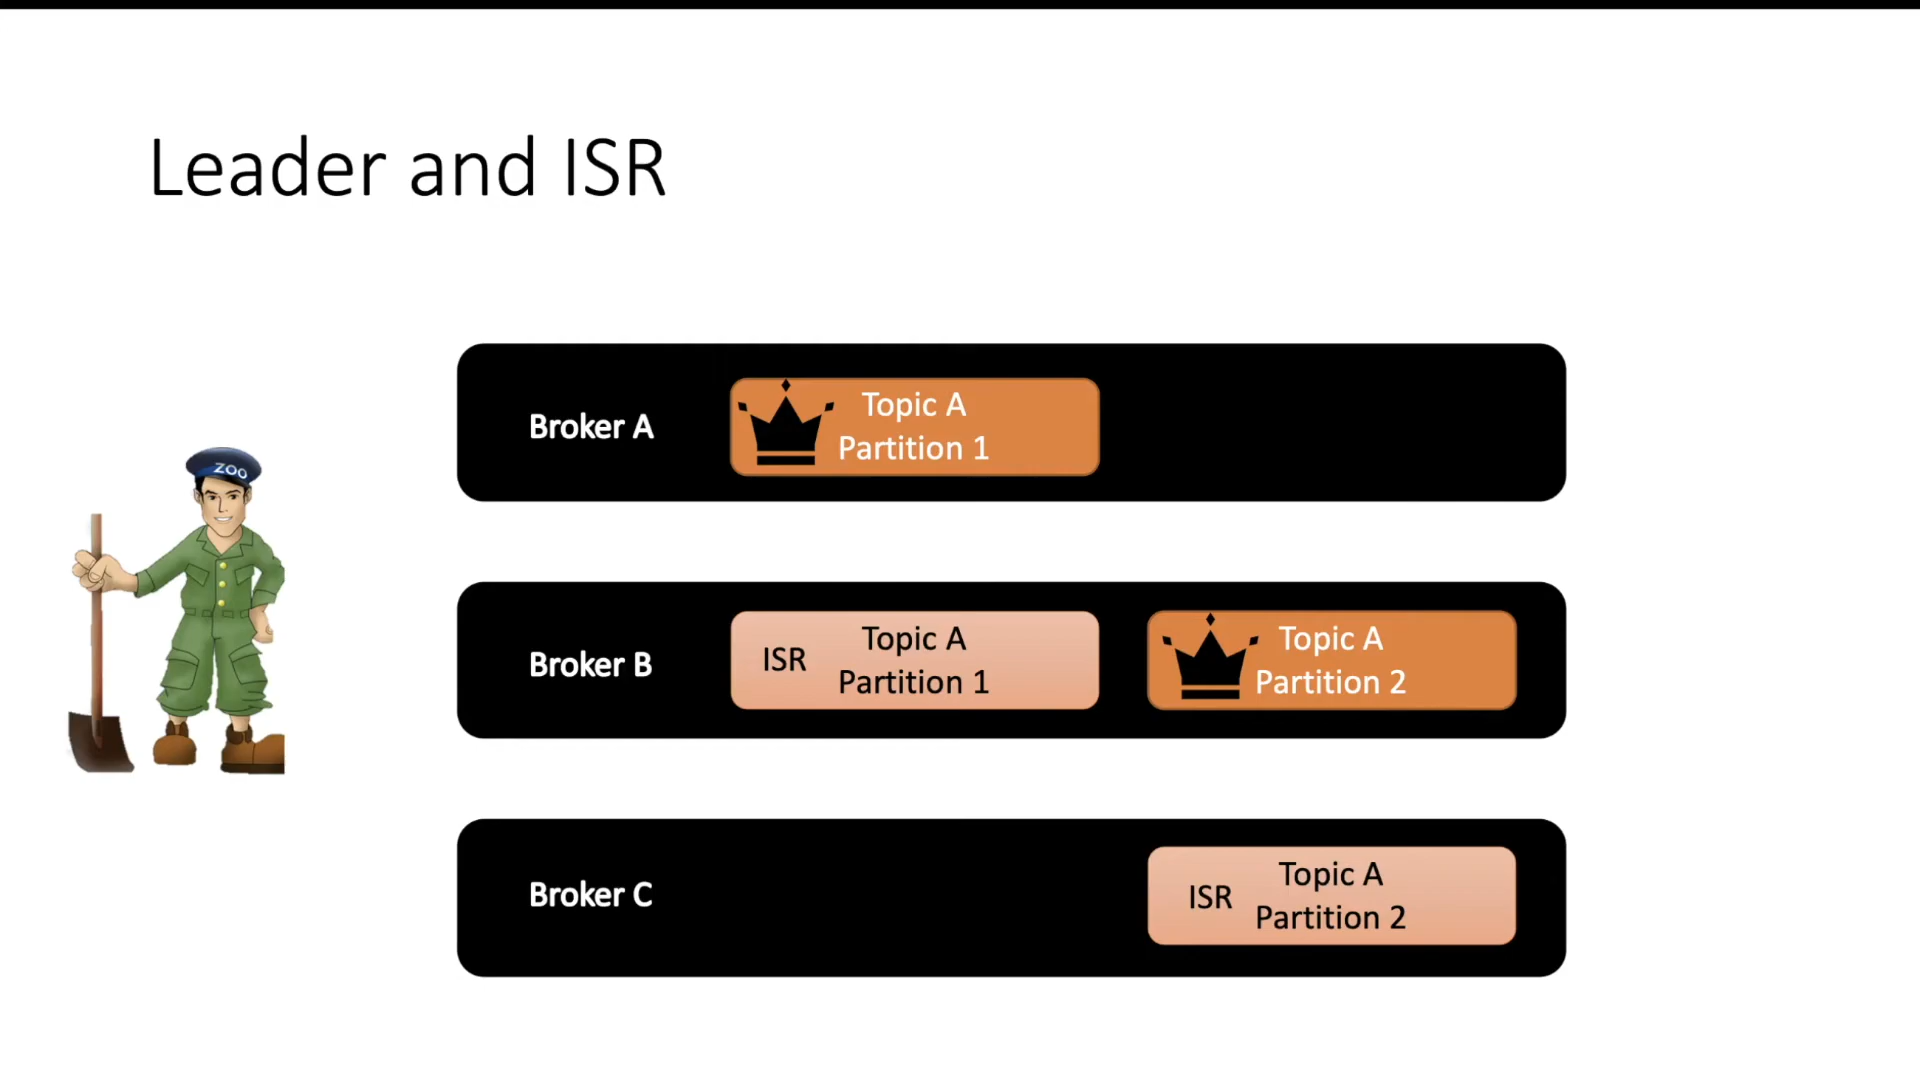 Leader and ISR
ZOO
Broker A
Topic A
Partition 1
Broker B
ISR
Topic A
Partition 1
Topic A
Partition 2
Broker C
ISR
Topic A
Partition 2